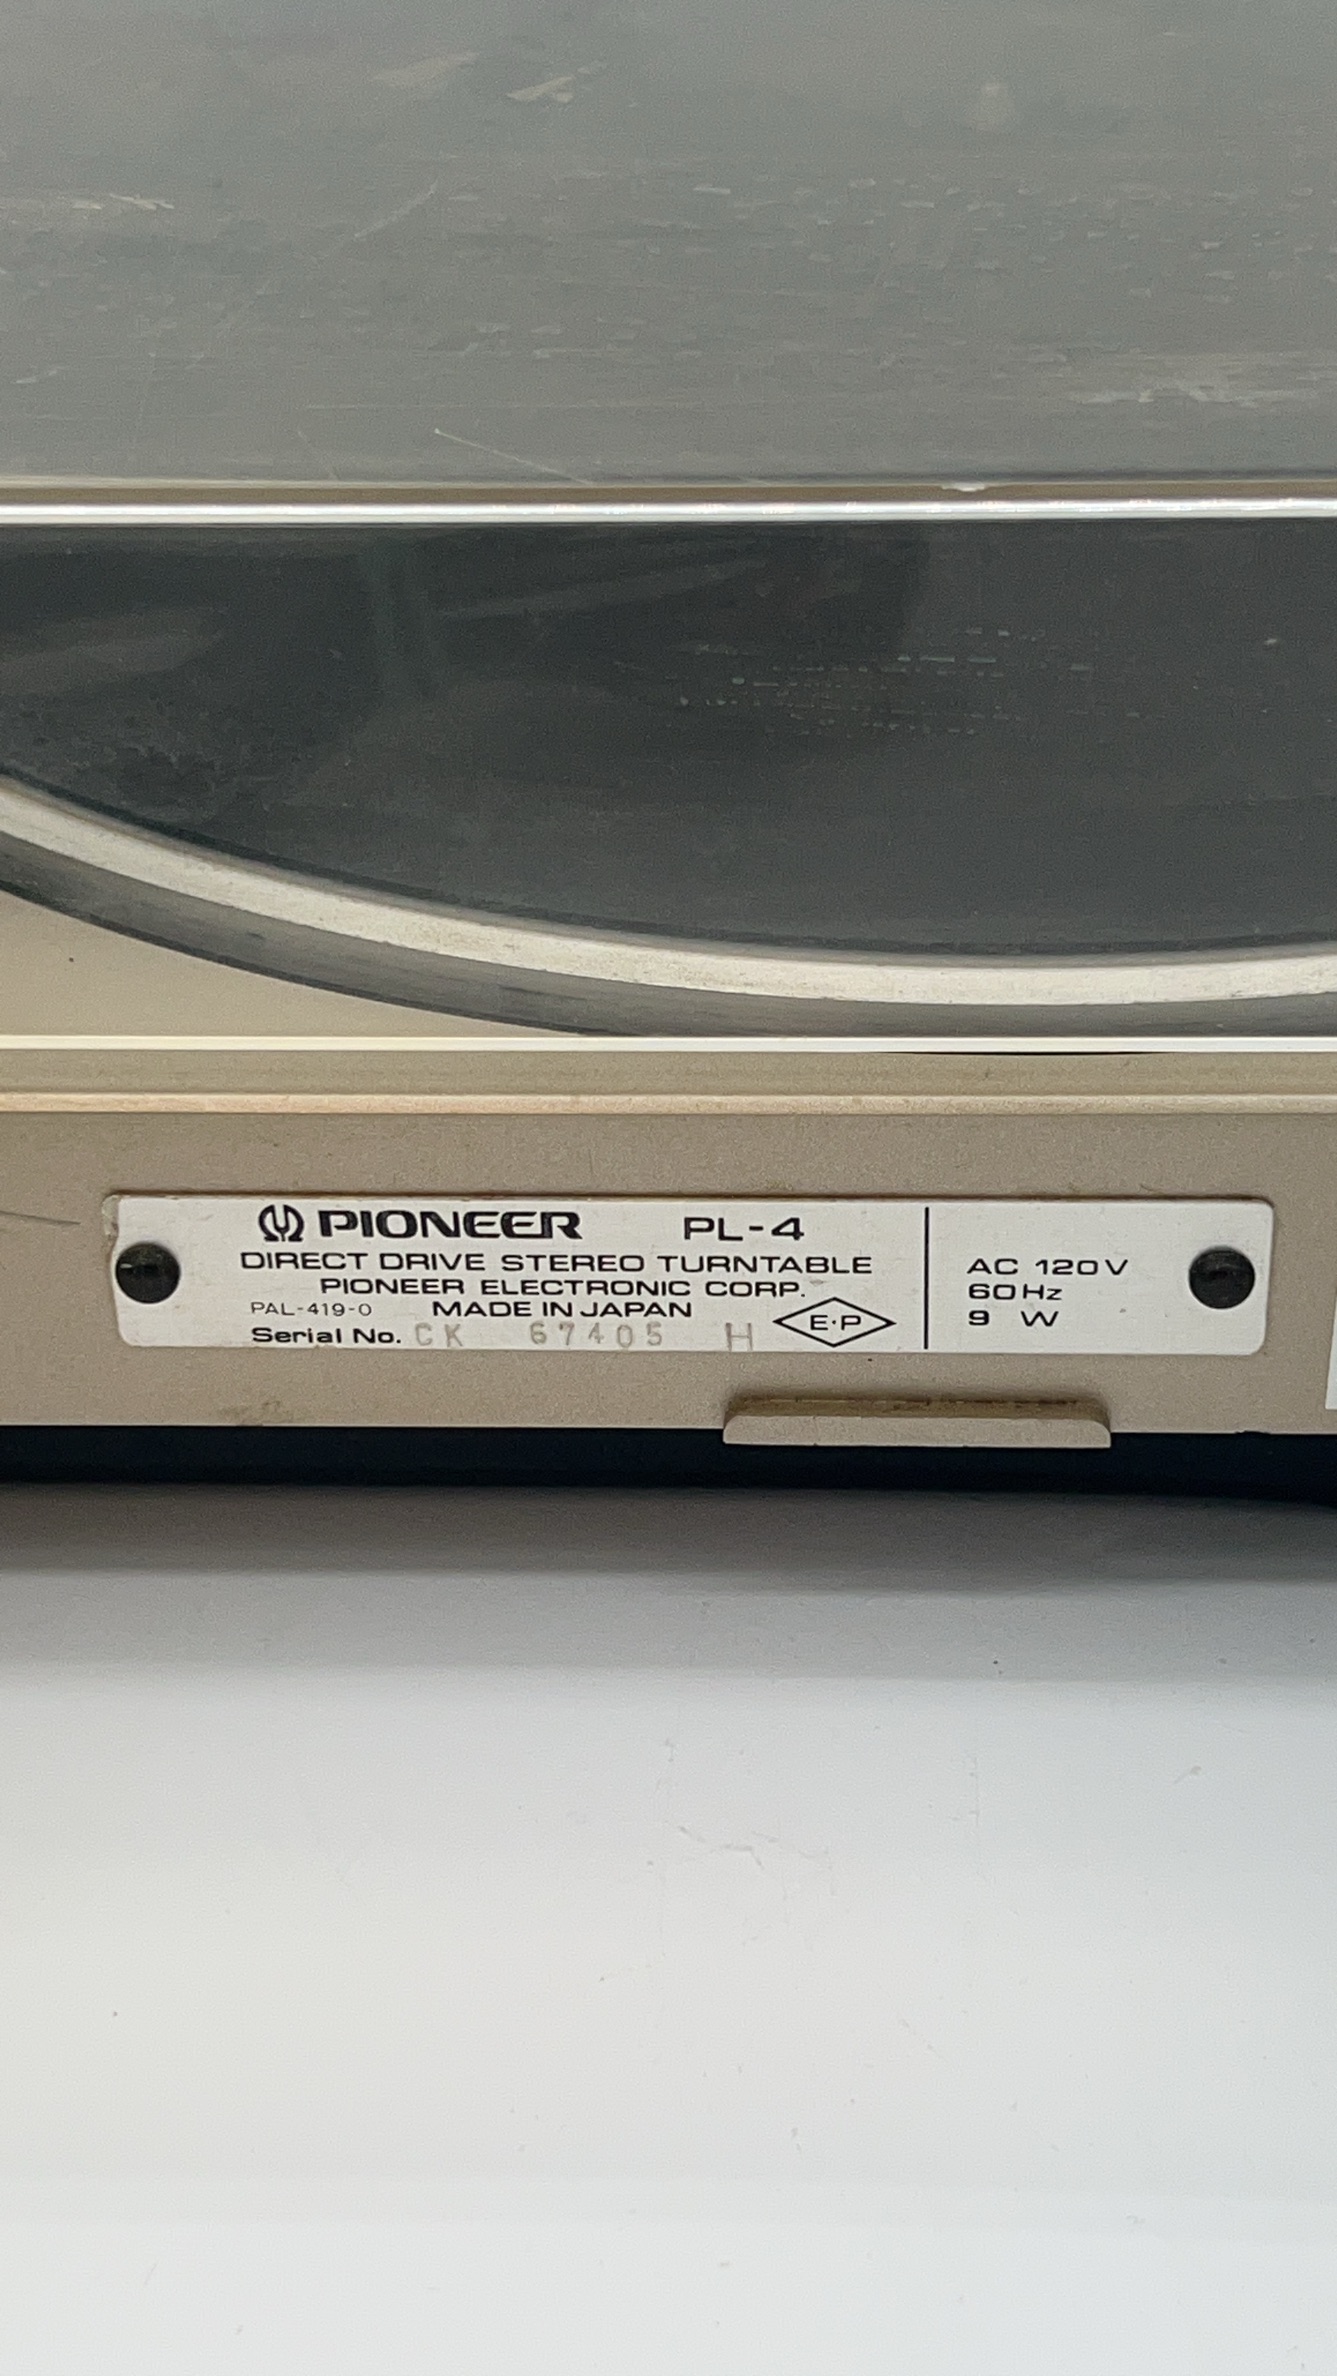 PIONEER PL-4
DIRECT DRIVE STEREO TURNTABLE
PIONEER ELECTRONIC CORP.
PAL-419-0 MADE IN JAPAN
Serial No. CK 67405 H
E·P
AC 120V
60Hz
9 W